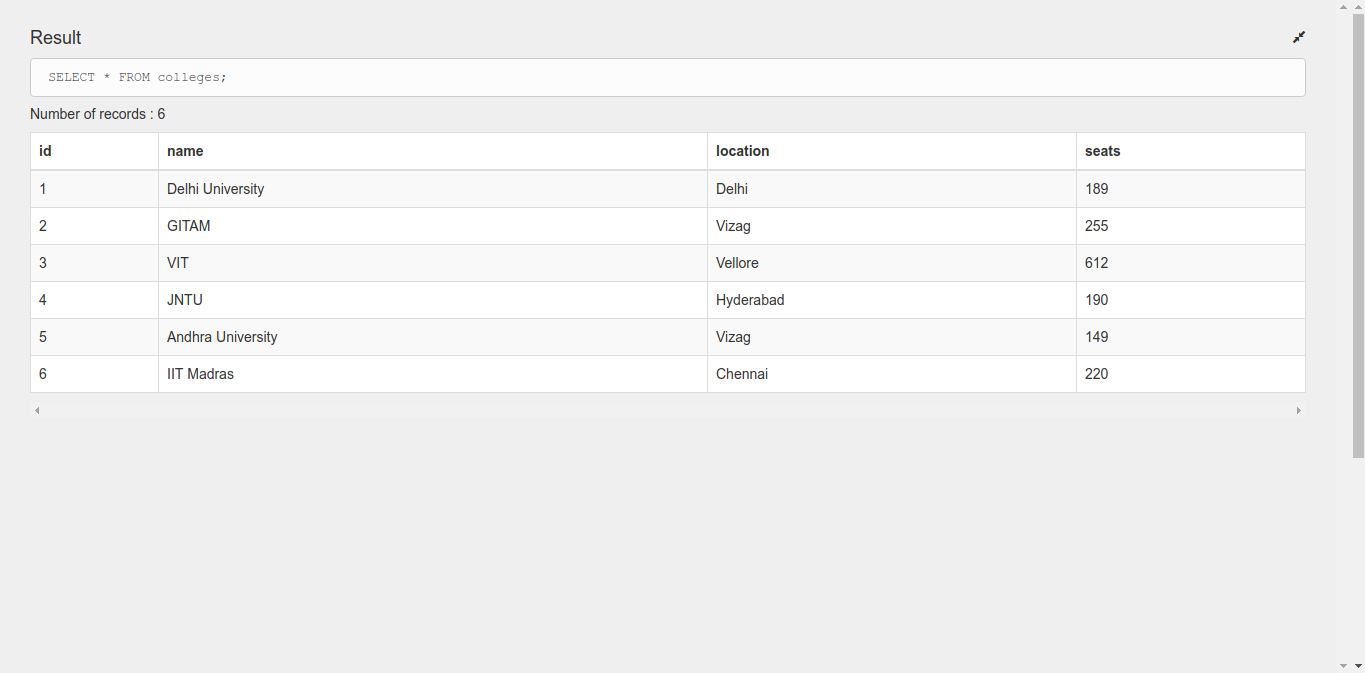 Result
SELECT * FROM colleges;
Number of records : 6
id name location seats
1 Delhi University Delhi 189
2 GITAM Vizag 255
3 VIT Vellore 612
4 JNTU Hyderabad 190
5 Andhra University Vizag 149
6 IIT Madras Chennai 220